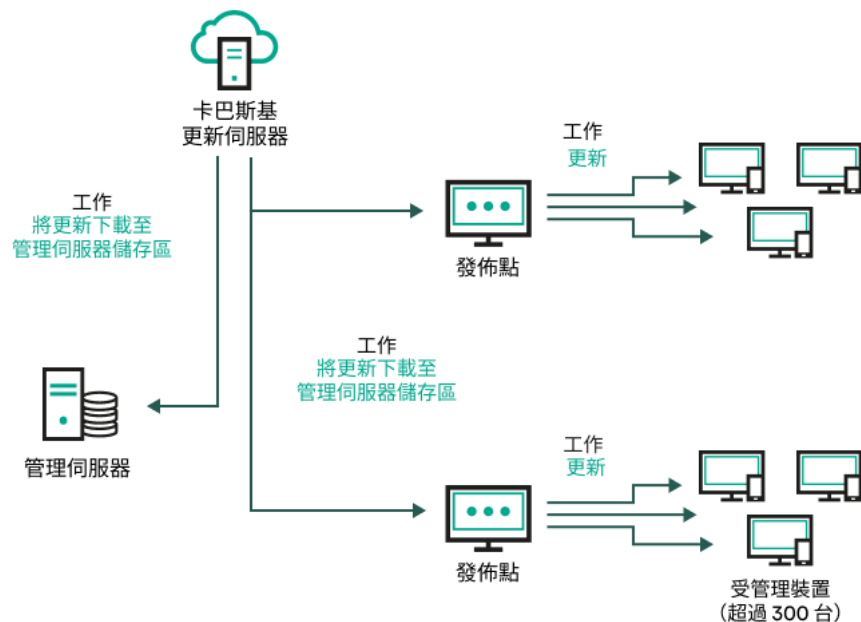 卡巴斯基
更新伺服器
工作
將更新下載至
管理伺服器儲存區
工作
更新
發佈點
工作
將更新下載至
管理伺服器儲存區
管理伺服器
工作
更新
發佈點
受管理裝置
（超過 300 台）